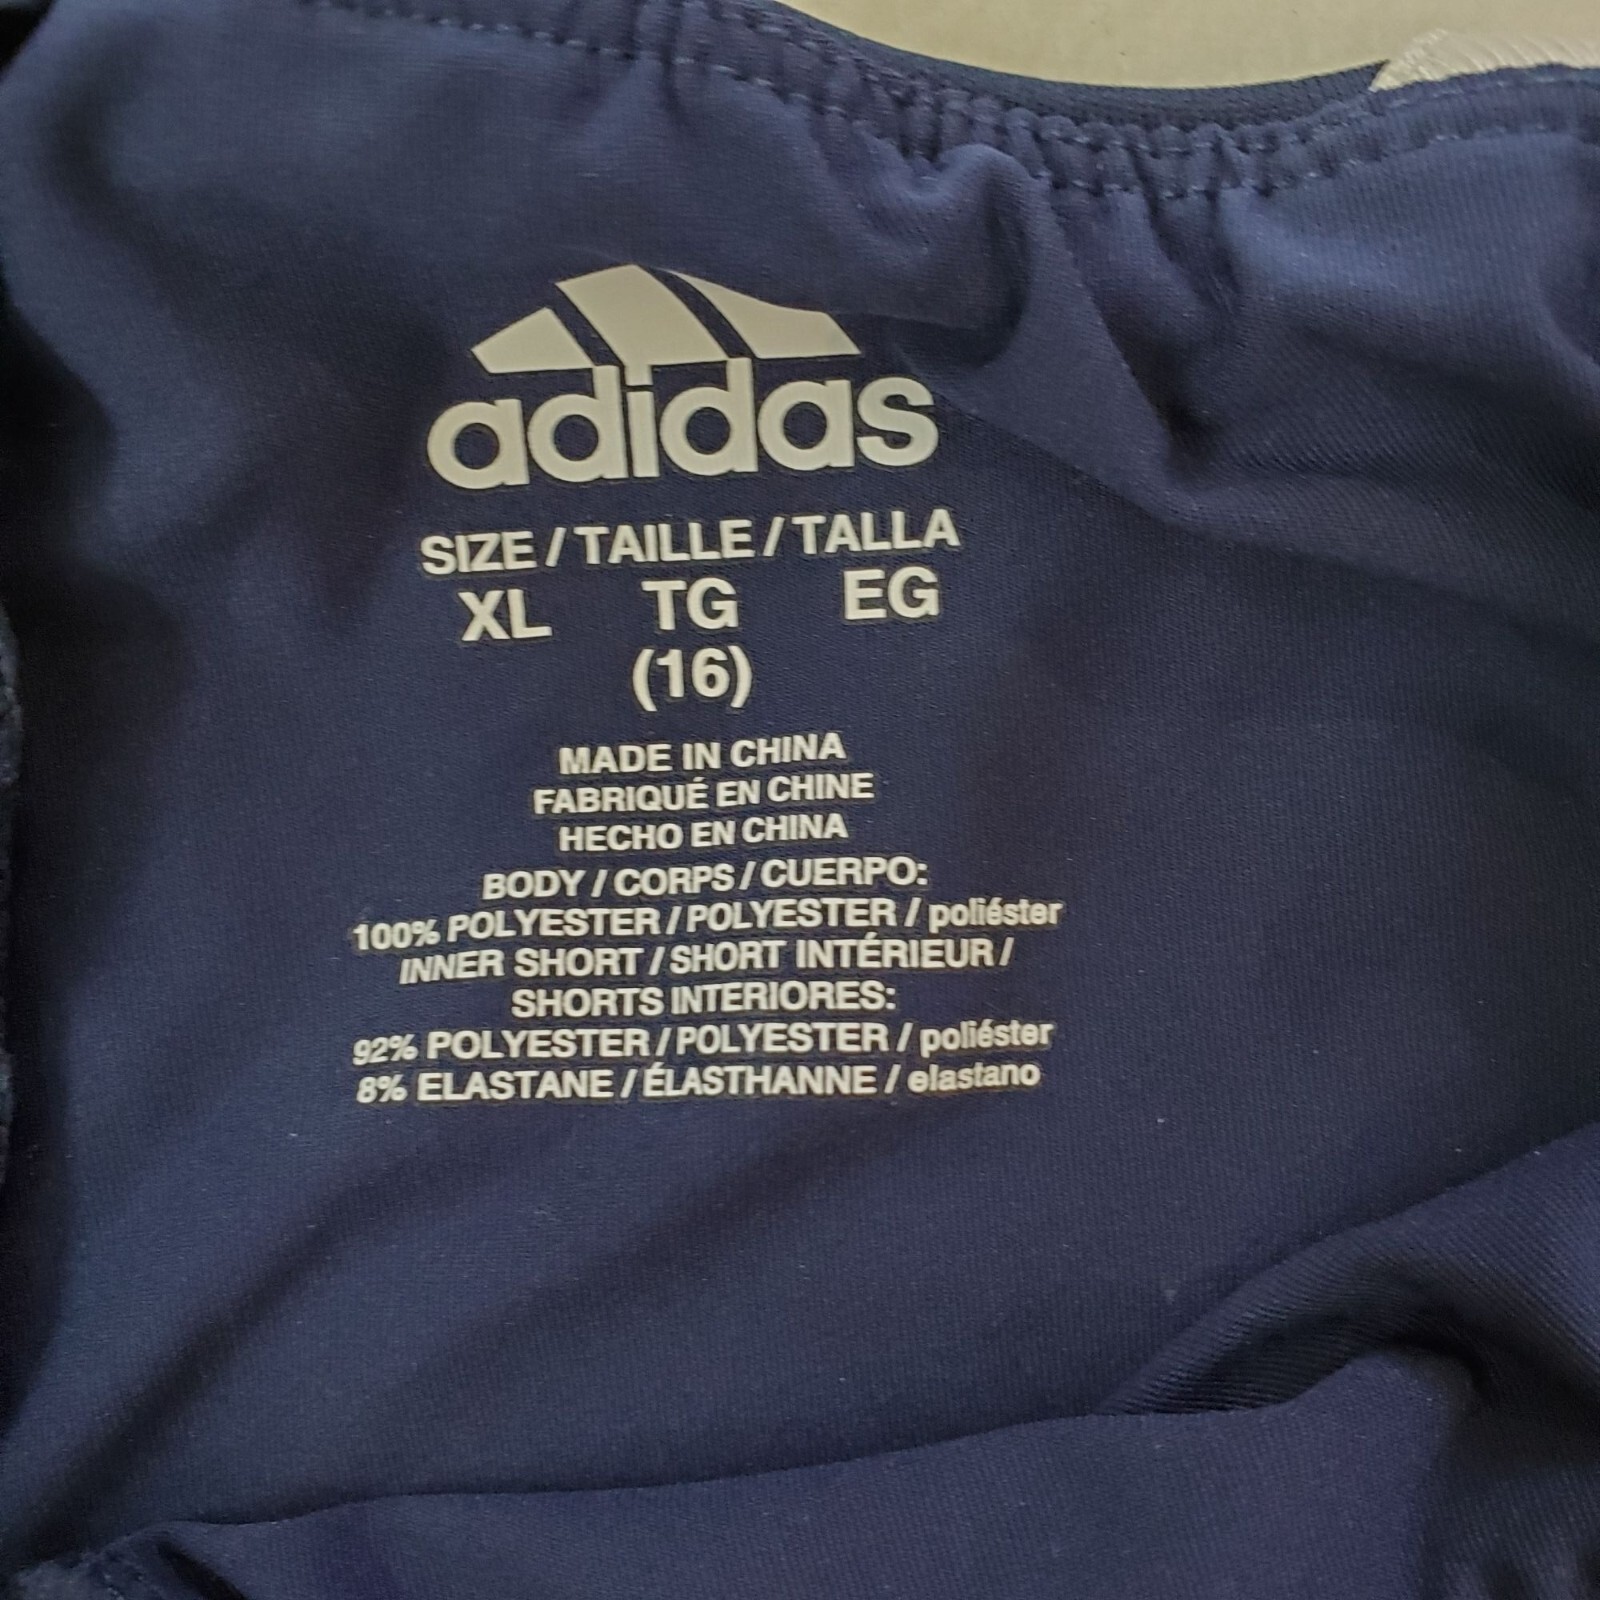 adidas
SIZE / TAILLE / TALLA
XL TG EG
(16)
MADE IN CHINA
FABRIQUÉ EN CHINE
HECHO EN CHINA
BODY / CORPS / CUERPO:
100% POLYESTER / POLYESTER / poliéster
INNER SHORT / SHORT INTÉRIEUR /
SHORTS INTERIORES:
92% POLYESTER / POLYESTER / poliéster
8% ELASTANE / ÉLASTHANNE / elastano